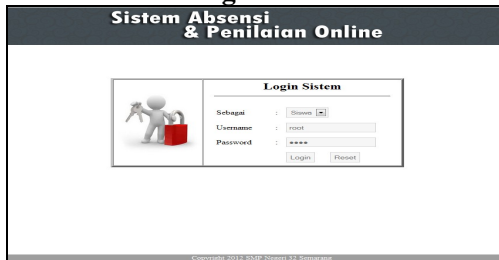 Sistem Absensi
& Penilaian Online
Login Sistem
Sebagai : Siswa
Username : root
Password : ••••
Login Reset
Copyright 2012 SMP Negeri 32 Semarang